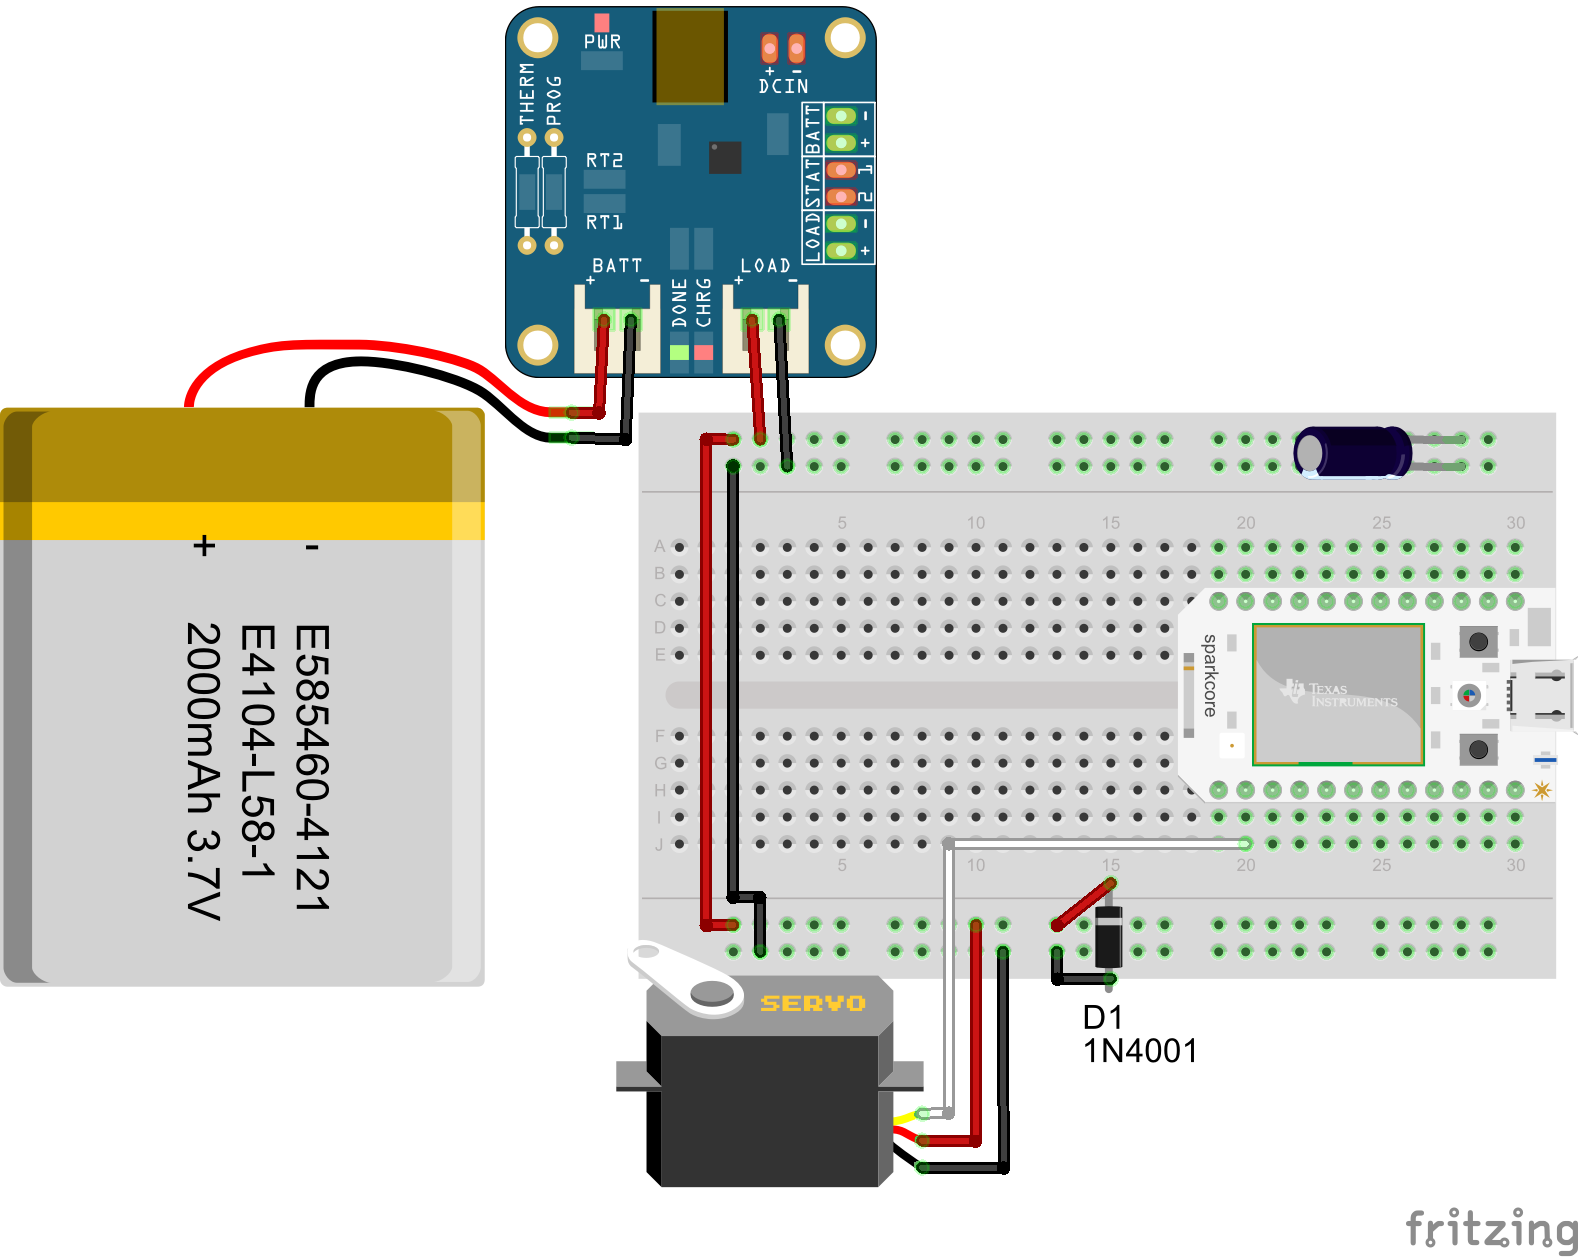 PWR
DCIN
+ -
THERM
PROG
BATT
- +
STAT
1 2
LOAD
- +
RT2
RT1
BATT
+ -
LOAD
+ -
DONE
CHRG
+ -
E585460-4121
E4104-L58-1
2000mAh 3.7V
5 10 15 20 25 30
A
B
C
D
E
F
G
H
I
J
5 10 15 20 25 30
sparkcore
TEXAS
INSTRUMENTS
SERVO
D1
1N4001
fritzing